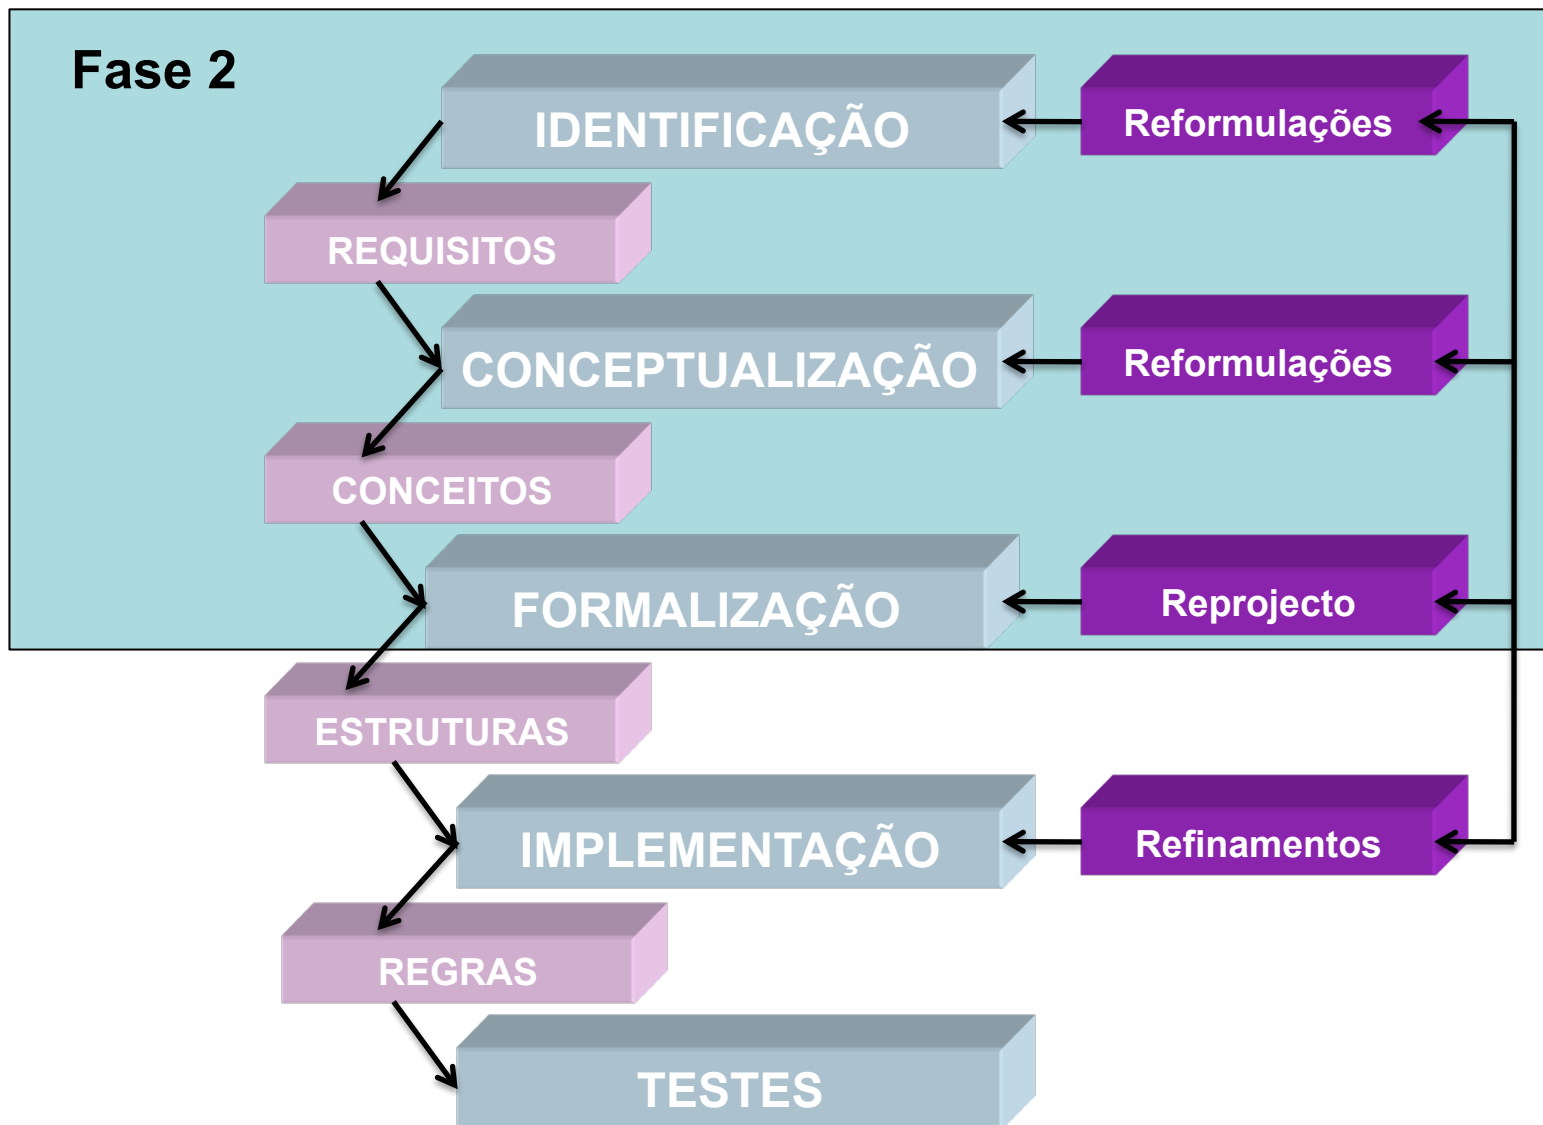 Fase 2
IDENTIFICAÇÃO
Reformulações
REQUISITOS
CONCEPTUALIZAÇÃO
Reformulações
CONCEITOS
FORMALIZAÇÃO
Reprojecto
ESTRUTURAS
IMPLEMENTAÇÃO
Refinamentos
REGRAS
TESTES